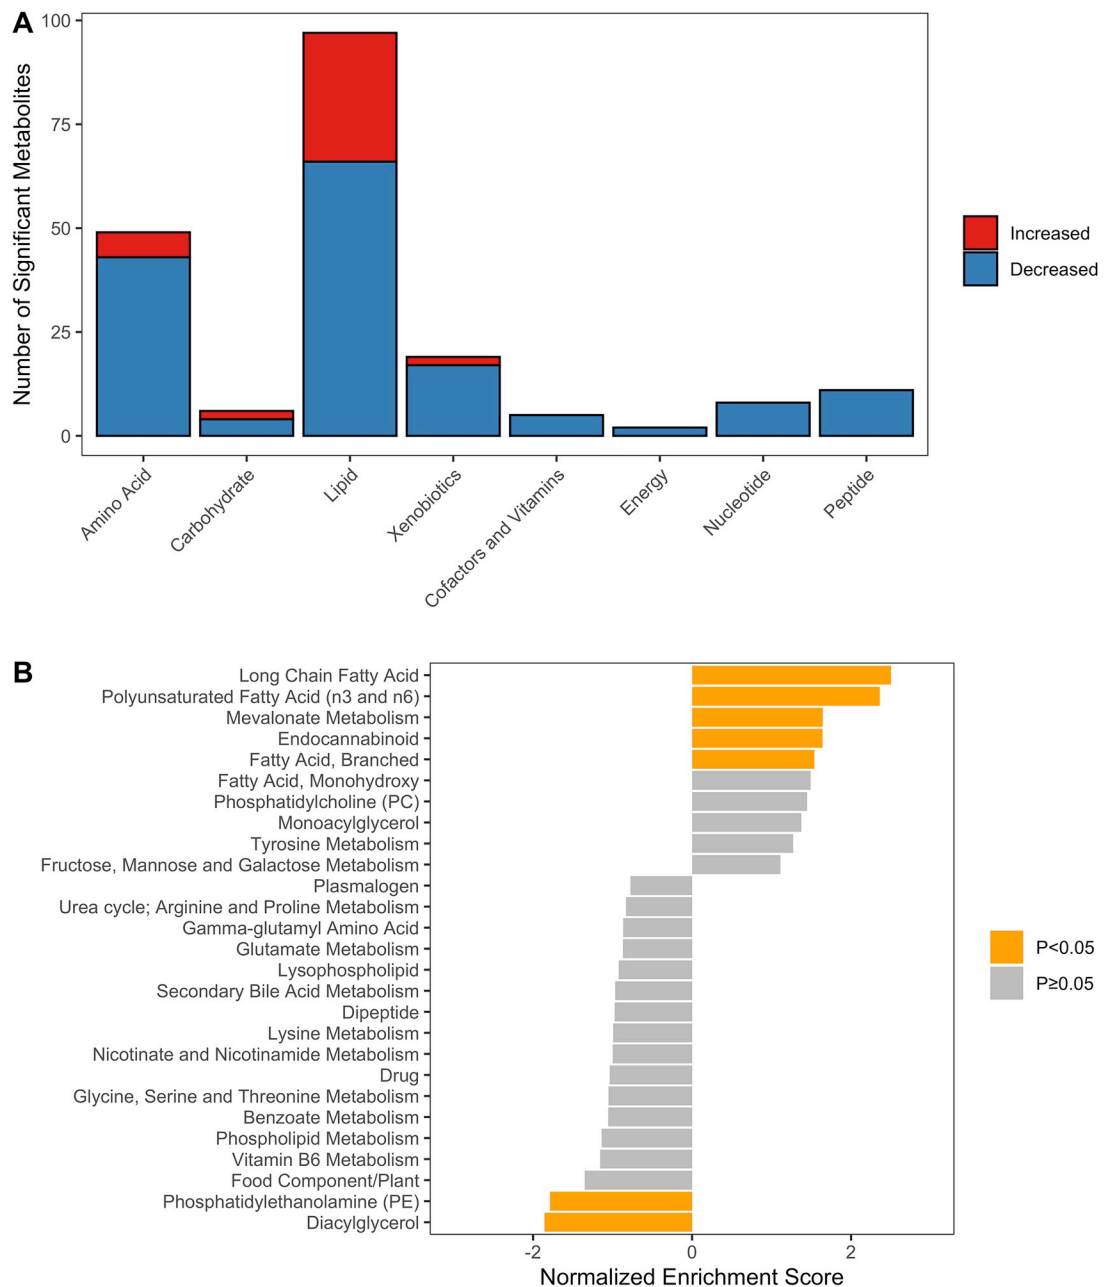 A
Number of Significant Metabolites
100
75
50
25
0
Amino Acid
Carbohydrate
Lipid
Xenobiotics
Cofactors and Vitamins
Energy
Nucleotide
Peptide
Increased
Decreased
B
Long Chain Fatty Acid
Polyunsaturated Fatty Acid (n3 and n6)
Mevalonate Metabolism
Endocannabinoid
Fatty Acid, Branched
Fatty Acid, Monohydroxy
Phosphatidylcholine (PC)
Monoacylglycerol
Tyrosine Metabolism
Fructose, Mannose and Galactose Metabolism
Plasmalogen
Urea cycle; Arginine and Proline Metabolism
Gamma-glutamyl Amino Acid
Glutamate Metabolism
Lysophospholipid
Secondary Bile Acid Metabolism
Dipeptide
Lysine Metabolism
Nicotinate and Nicotinamide Metabolism
Drug
Glycine, Serine and Threonine Metabolism
Benzoate Metabolism
Phospholipid Metabolism
Vitamin B6 Metabolism
Food Component/Plant
Phosphatidylethanolamine (PE)
Diacylglycerol
-2 0 2
Normalized Enrichment Score
P<0.05
P≥0.05